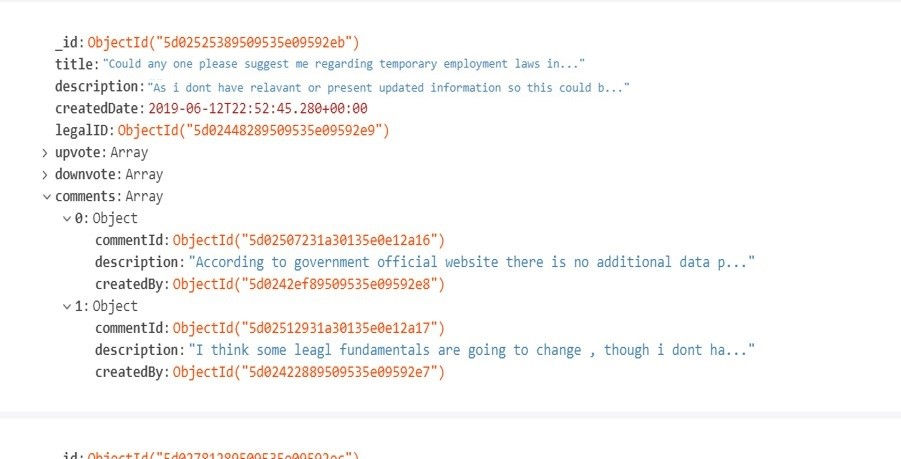 _id: ObjectId("5d02525389509535e09592eb")
title: "Could any one please suggest me regarding temporary employment laws in..."
description: "As i dont have relavant or present updated information so this could b..."
createdDate: 2019-06-12T22:52:45.280+00:00
legalID: ObjectId("5d02448289509535e09592e9")
> upvote: Array
> downvote: Array
comments: Array
0: Object
commentId: ObjectId("5d02507231a30135e0e12a16")
description: "According to government official website there is no additional data p..."
createdBy: ObjectId("5d0242ef89509535e09592e8")
1: Object
commentId: ObjectId("5d02512931a30135e0e12a17")
description: "I think some leagl fundamentals are going to change , though i dont ha..."
createdBy: ObjectId("5d02422889509535e09592e7")
_id: ObjectId("5d02781289509535e09592ec")